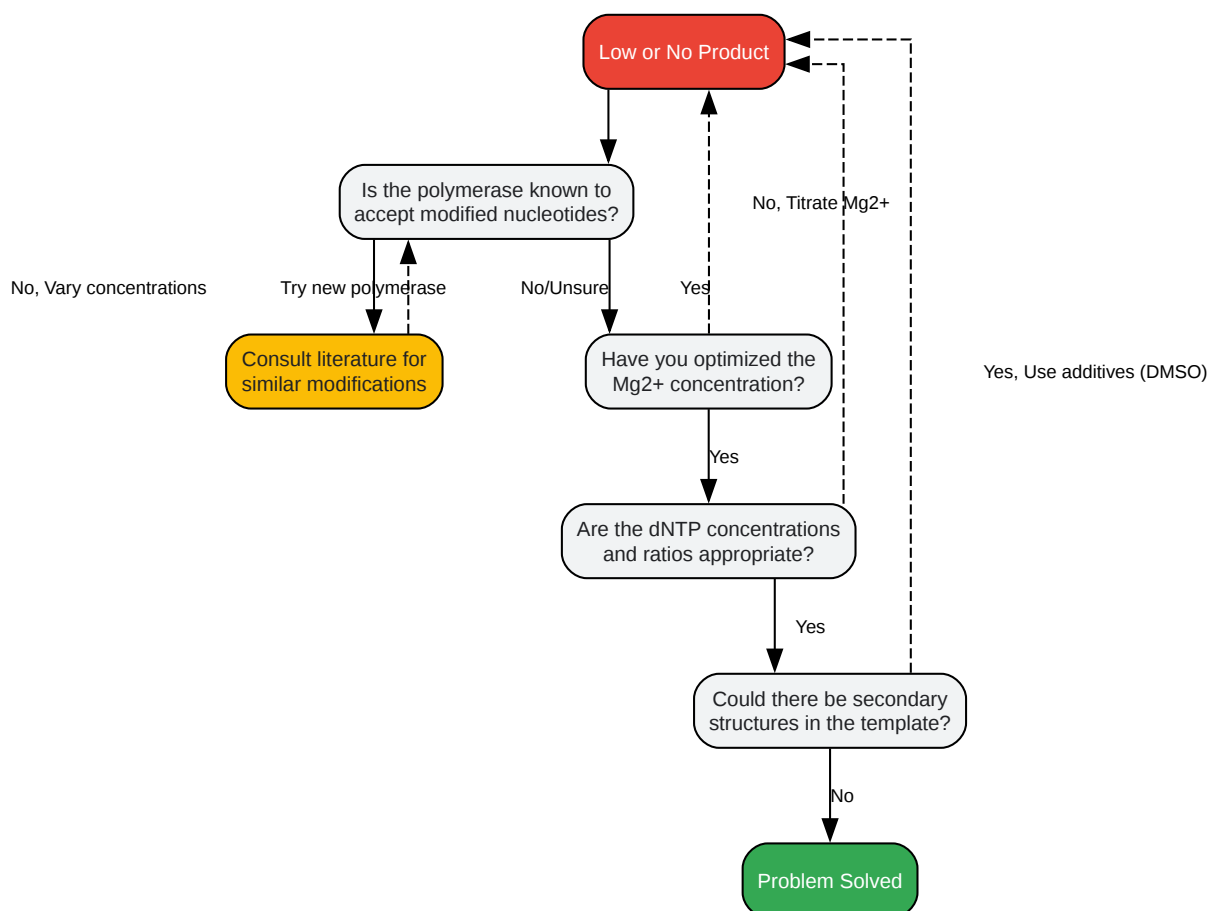 Low or No Product
Is the polymerase known to
accept modified nucleotides?
No, Titrate Mg2+
No, Vary concentrations
Try new polymerase
No/Unsure
Yes
Consult literature for
similar modifications
Have you optimized the
Mg2+ concentration?
Yes, Use additives (DMSO)
Yes
Are the dNTP concentrations
and ratios appropriate?
Yes
Could there be secondary
structures in the template?
No
Problem Solved